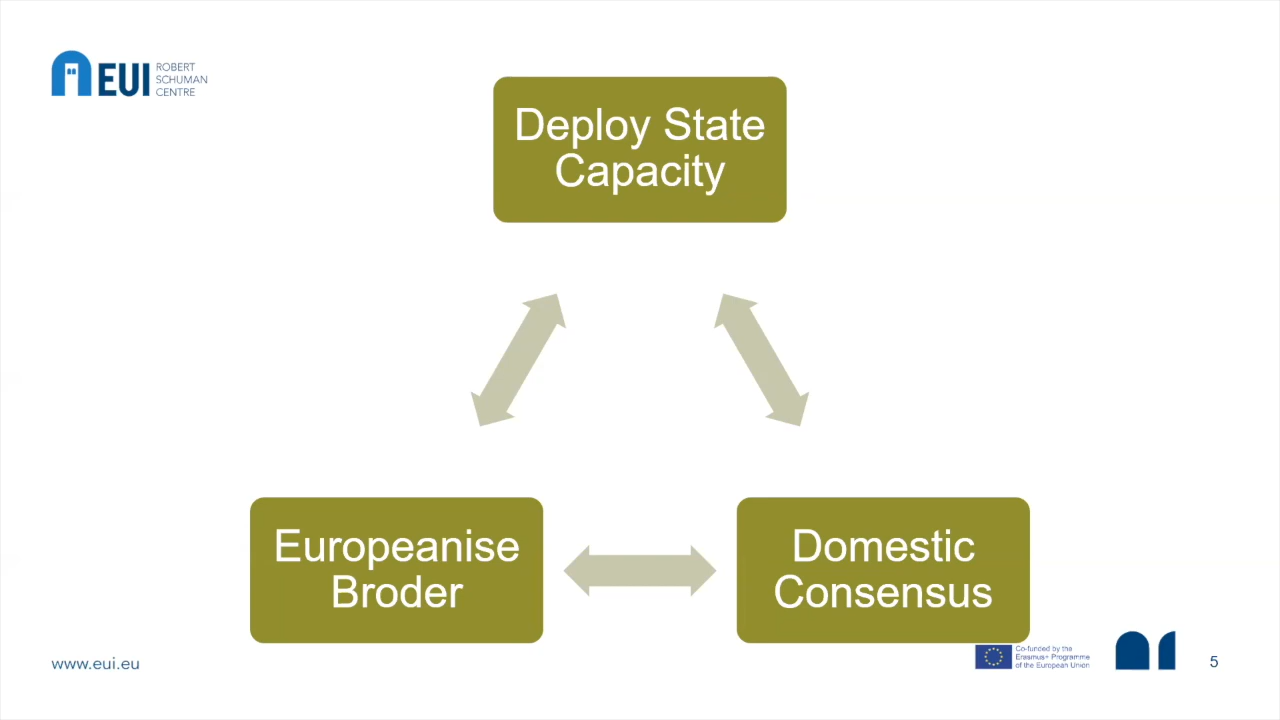 EUI
ROBERT
SCHUMAN
CENTRE
Deploy State
Capacity
Europeanise
Broder
Domestic
Consensus
www.eui.eu
Co-funded by the
Erasmus+ Programme
of the European Union
5